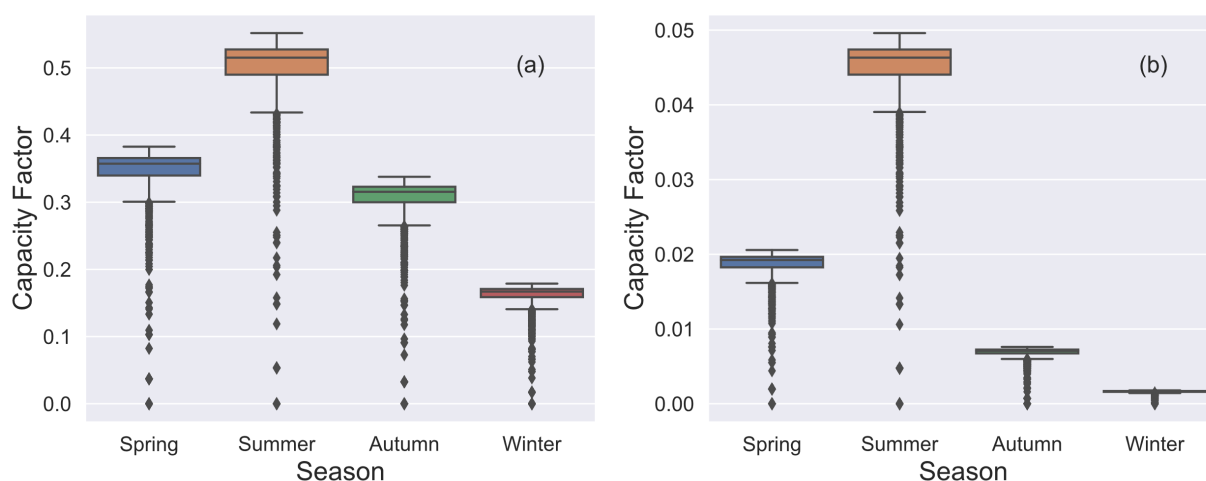 (a)
Capacity Factor
0.5
0.4
0.3
0.2
0.1
0.0
Spring Summer Autumn Winter
Season
(b)
Capacity Factor
0.05
0.04
0.03
0.02
0.01
0.00
Spring Summer Autumn Winter
Season